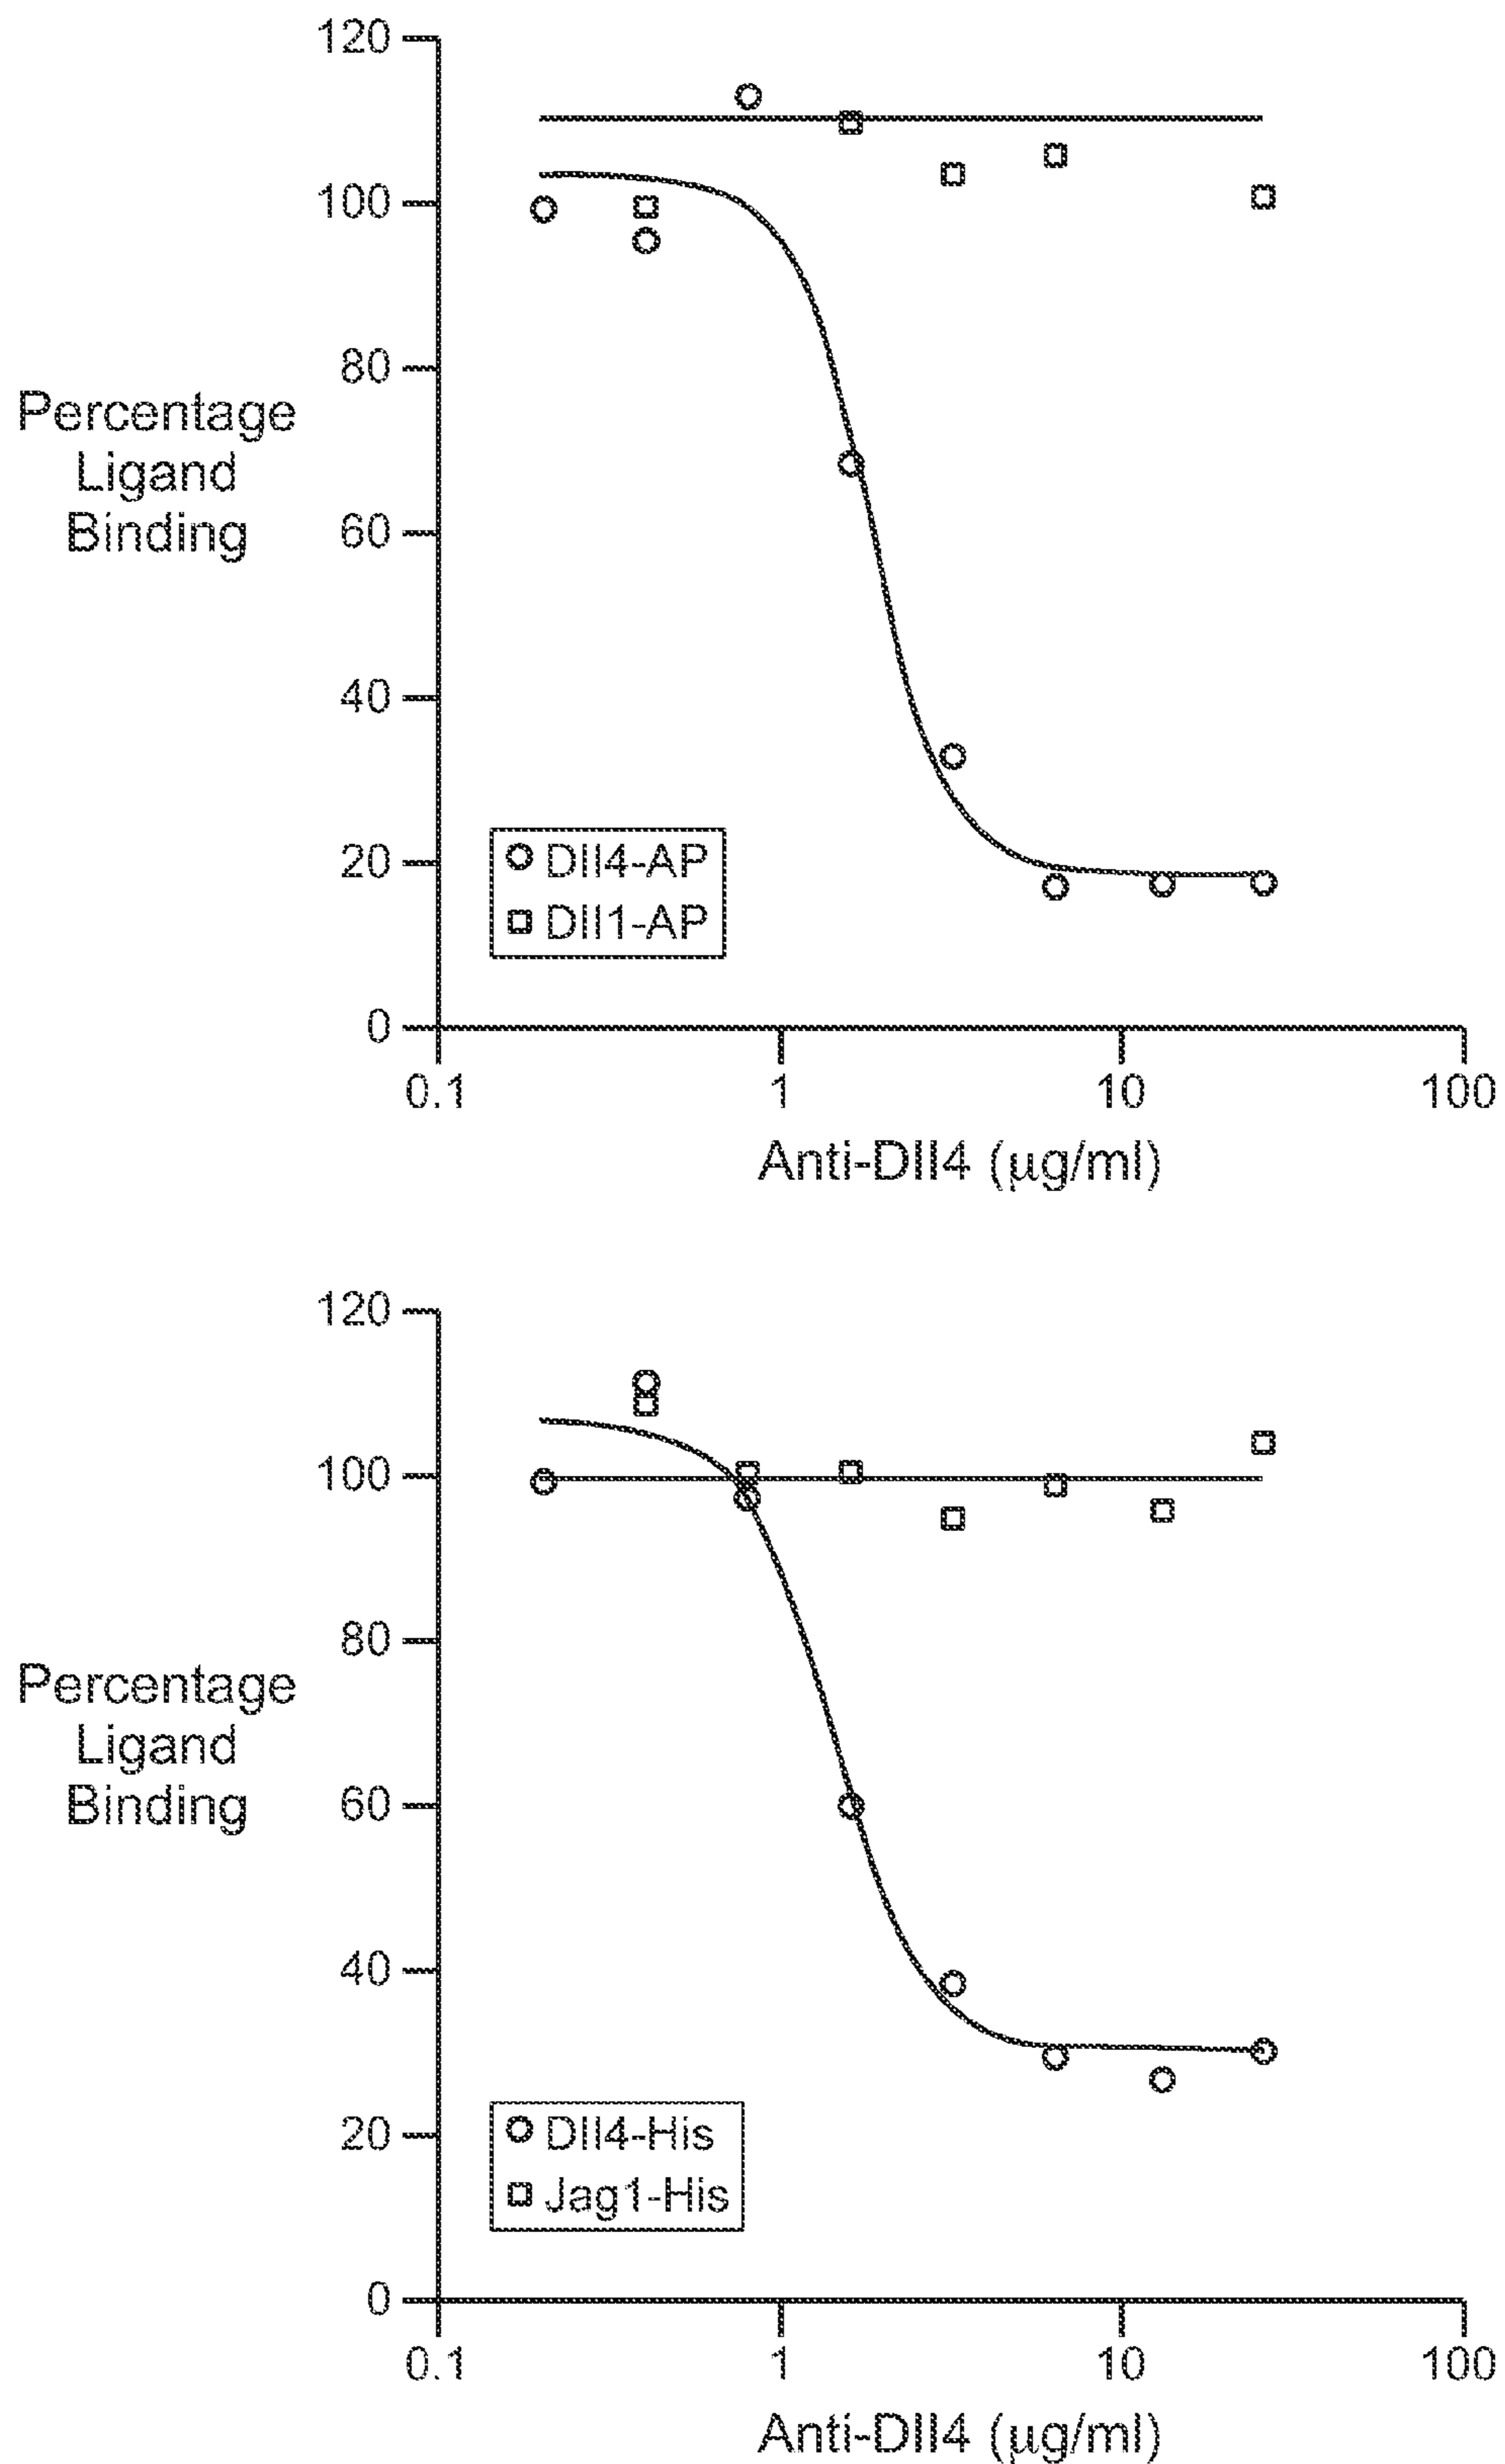 120
100
80
60
40
20
0
Percentage
Ligand
Binding
Dll4-AP
Dll1-AP
0.1 1 10 100
Anti-Dll4 (μg/ml)
120
100
80
60
40
20
0
Percentage
Ligand
Binding
Dll4-His
Jag1-His
0.1 1 10 100
Anti-Dll4 (μg/ml)